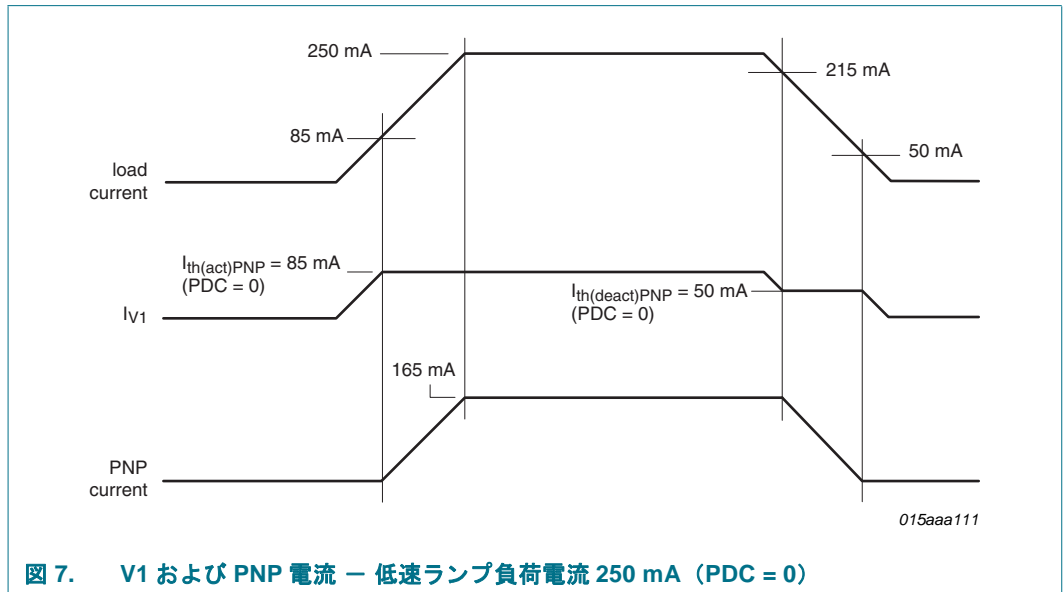 250 mA
215 mA
85 mA
50 mA
load
current
Ith(act)PNP = 85 mA
(PDC = 0)
Ith(deact)PNP = 50 mA
(PDC = 0)
IV1
165 mA
PNP
current
015aaa111
図 7. V1 および PNP 電流 － 低速ランプ負荷電流 250 mA（PDC = 0）